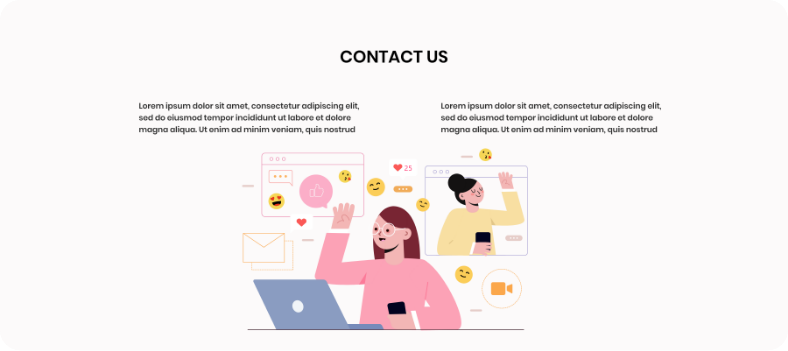 CONTACT US
Lorem ipsum dolor sit amet, consectetur adipiscing elit,
sed do eiusmod tempor incididunt ut labore et dolore
magna aliqua. Ut enim ad minim veniam, quis nostrud
Lorem ipsum dolor sit amet, consectetur adipiscing elit,
sed do eiusmod tempor incididunt ut labore et dolore
magna aliqua. Ut enim ad minim veniam, quis nostrud
25